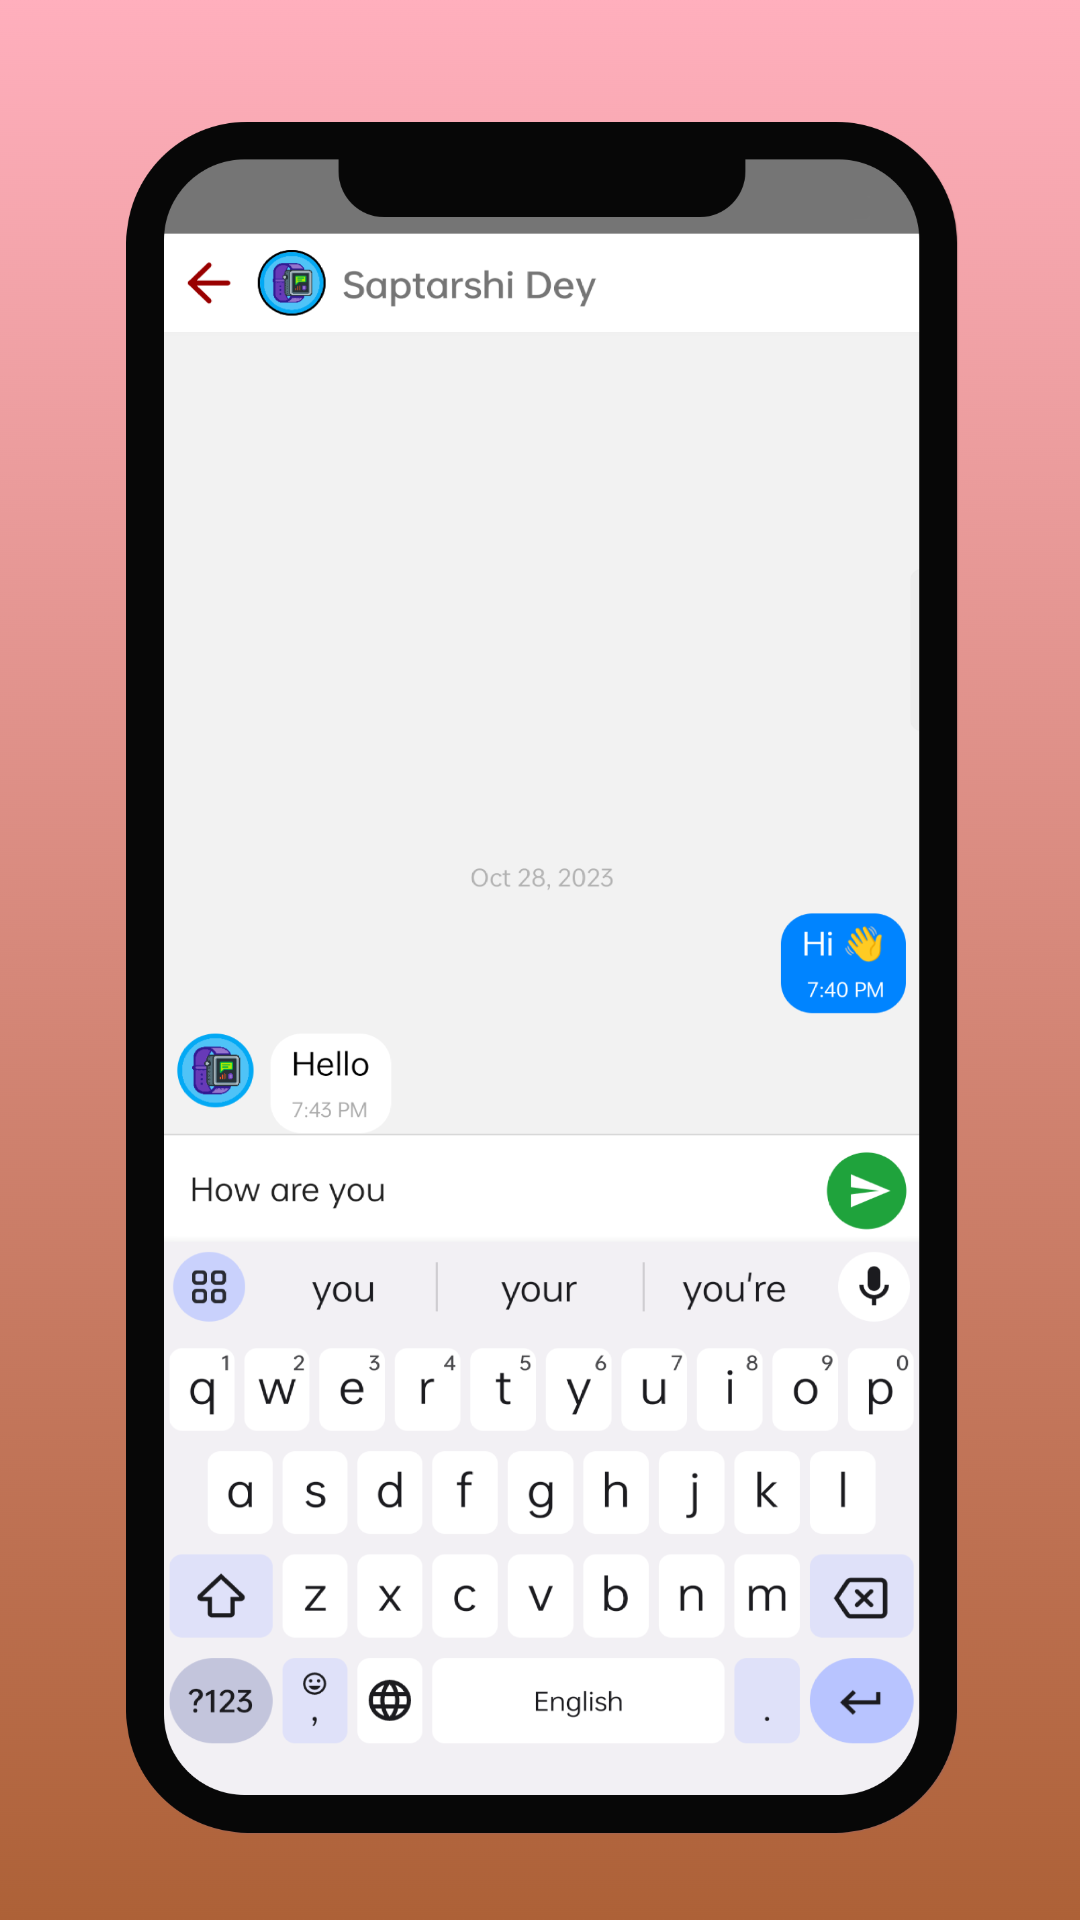 Saptarshi Dey
Oct 28, 2023
Hi 👋
7:40 PM
Hello
7:43 PM
How are you
you your you're
q1 w2 e3 r4 t5 y6 u7 i8 o9 p0
a s d f g h j k l
z x c v b n m
?123 , English .